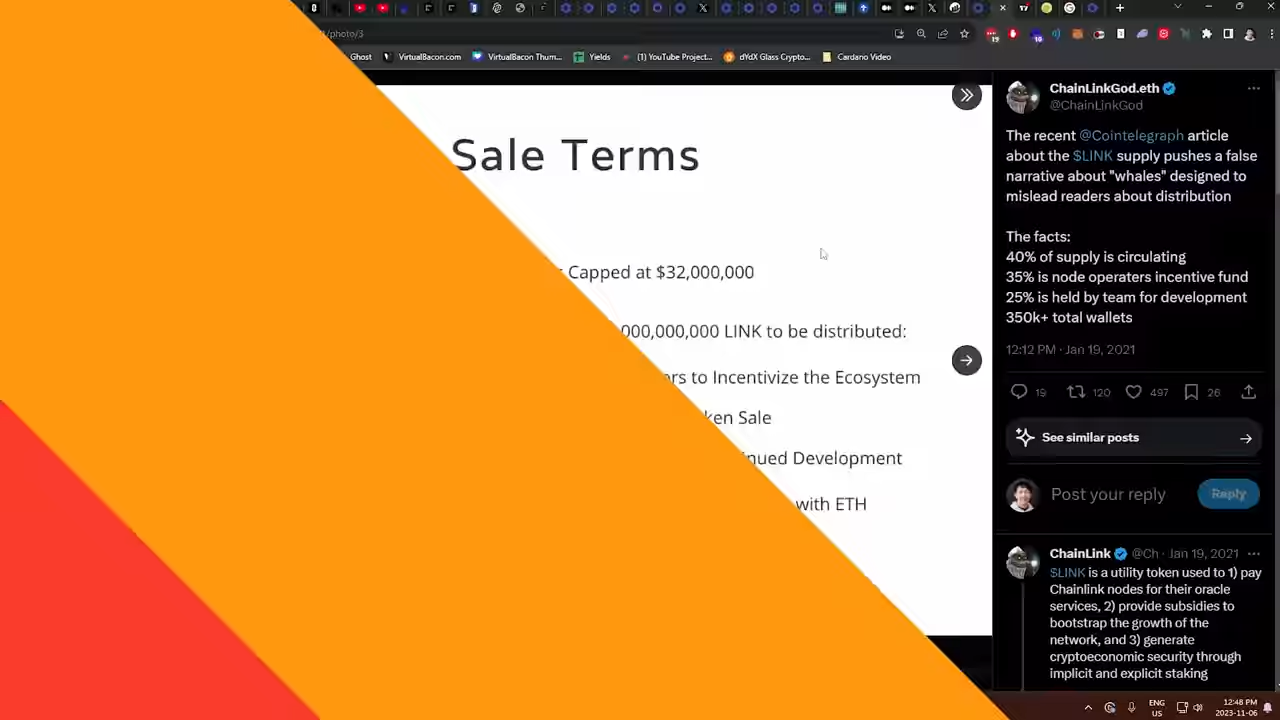 /photo/3
Ghost
VirtualBacon.com
VirtualBacon Thum...
Yields
(1) YouTube Project...
dYdX Glass Crypto...
Cardano Video
Sale Terms
Capped at $32,000,000
000,000,000 LINK to be distributed:
rs to Incentivize the Ecosystem
ken Sale
nued Development
with ETH
ChainLinkGod.eth
@ChainLinkGod
The recent @Cointelegraph article
about the $LINK supply pushes a false
narrative about "whales" designed to
mislead readers about distribution
The facts:
40% of supply is circulating
35% is node operaters incentive fund
25% is held by team for development
350k+ total wallets
12:12 PM · Jan 19, 2021
19 120 497 26
See similar posts
Post your reply
Reply
ChainLink @Ch · Jan 19, 2021
$LINK is a utility token used to 1) pay
Chainlink nodes for their oracle
services, 2) provide subsidies to
bootstrap the growth of the
network, and 3) generate
cryptoeconomic security through
implicit and explicit staking
ENG
US
12:48 PM
2023-11-06